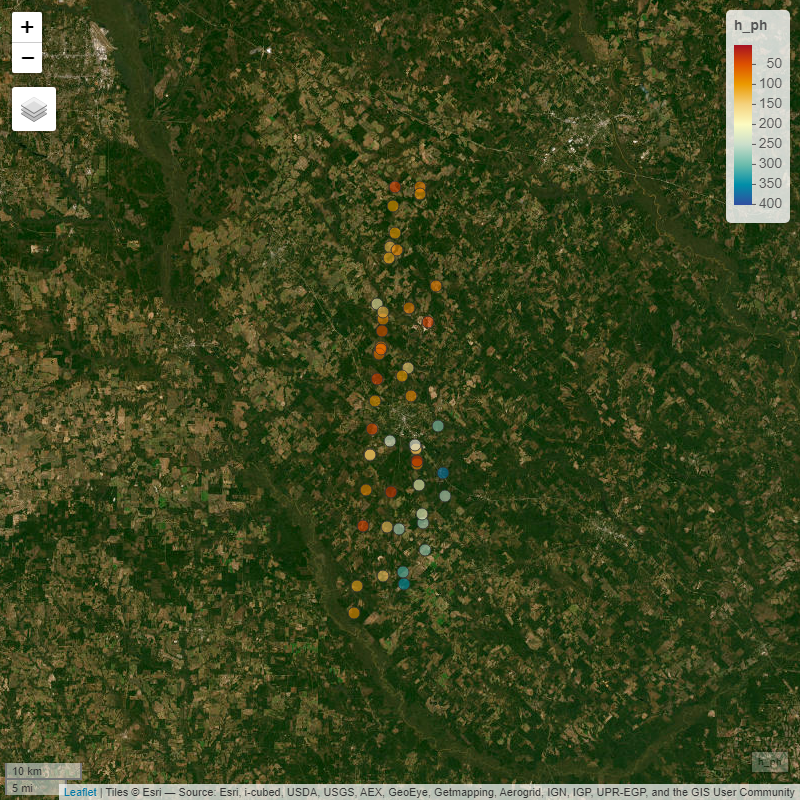 +
−
h_ph
50
100
150
200
250
300
350
400
h_ph
10 km
5 mi
Leaflet | Tiles © Esri — Source: Esri, i-cubed, USDA, USGS, AEX, GeoEye, Getmapping, Aerogrid, IGN, IGP, UPR-EGP, and the GIS User Community